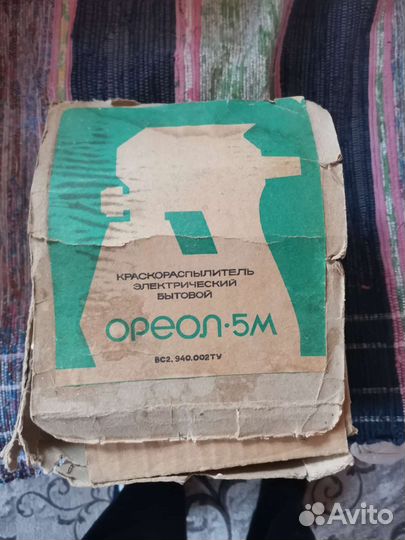 КРАСКОРАСПЫЛИТЕЛЬ
ЭЛЕКТРИЧЕСКИЙ
БЫТОВОЙ
ОРЕОЛ·5М
ВС2.940.002ТУ
Avito